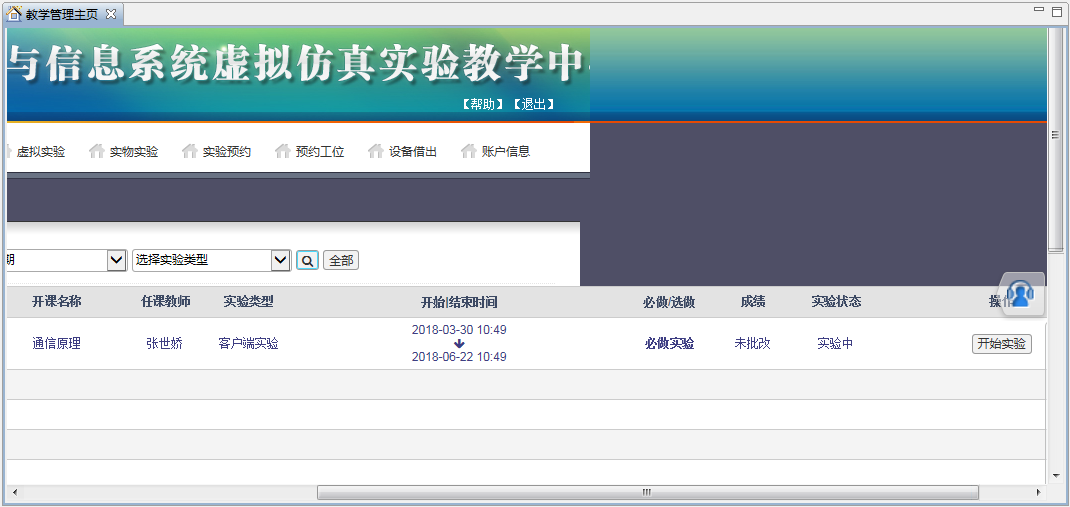 教学管理主页
与信息系统虚拟仿真实验教学中
【帮助】【退出】
虚拟实验 实物实验 实验预约 预约工位 设备借出 账户信息
期 选择实验类型 全部
开课名称 任课教师 实验类型 开始|结束时间 必做/选做 成绩 实验状态 操作
2018-03-30 10:49
通信原理 张世娇 客户端实验 必做实验 未批改 实验中 开始实验
2018-06-22 10:49